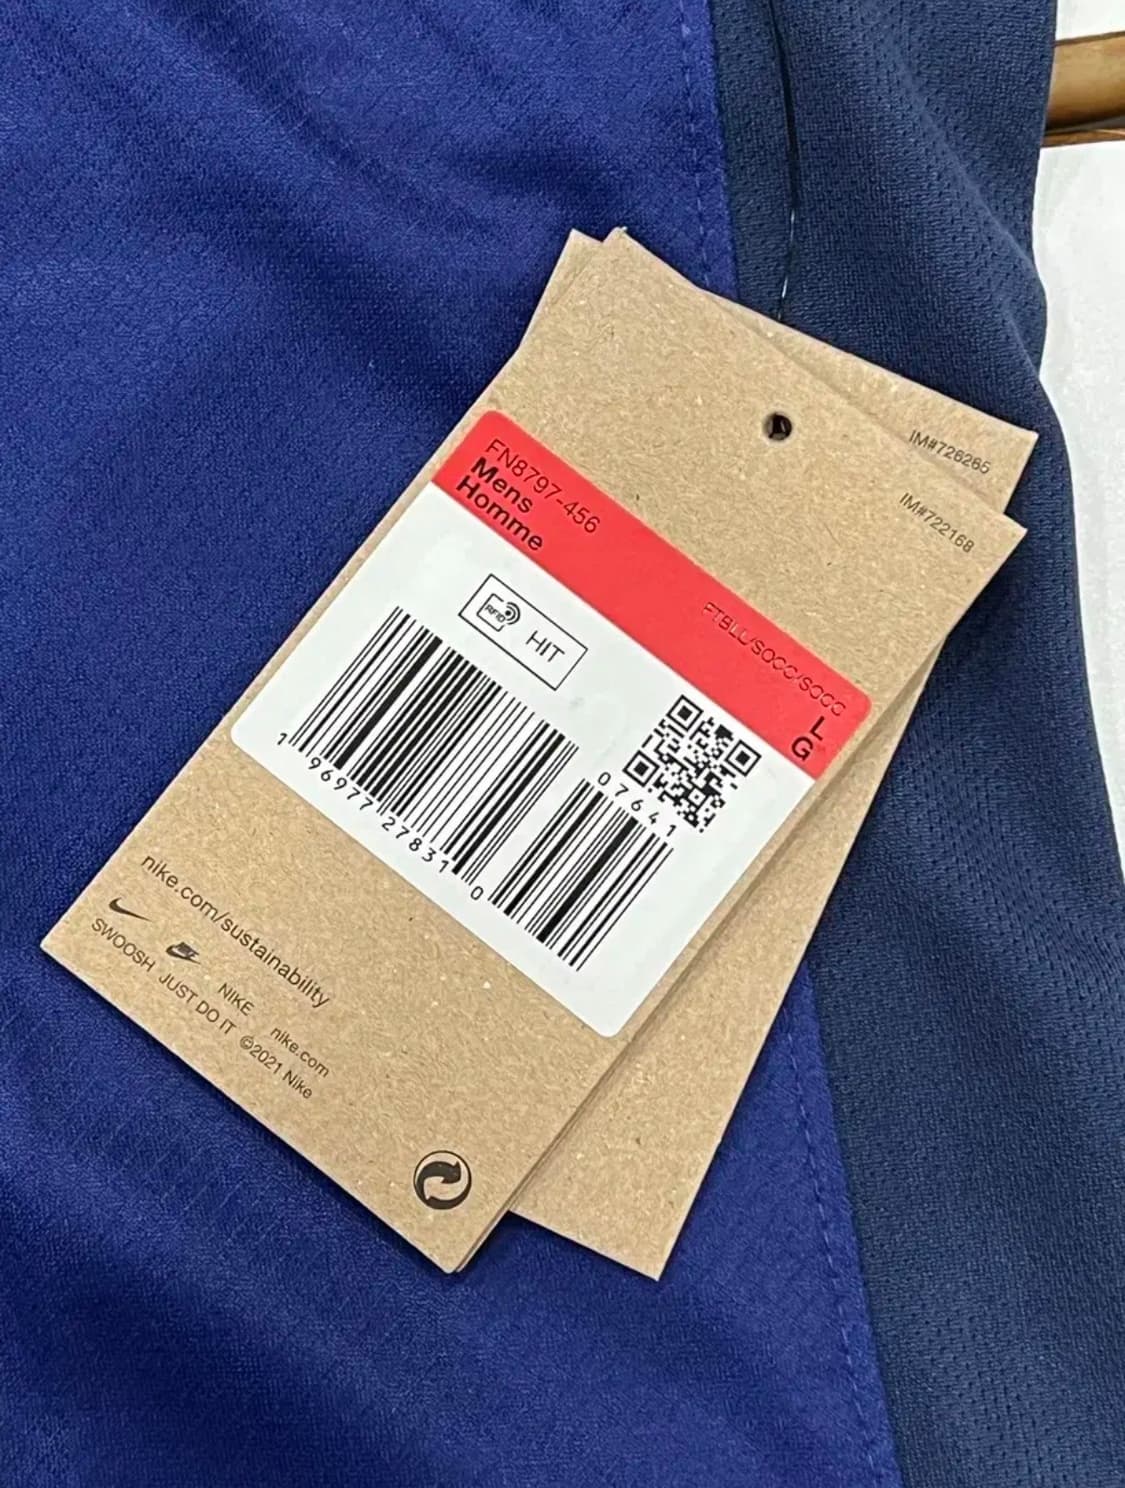 IM#726265
IM#722168
FN8797-456
Mens
Homme
FTBLL/SOCC/SOCC
L
G
RFID
HIT
1 96977 27831 0
07641
nike.com/sustainability
NIKE nike.com
SWOOSH JUST DO IT ©2021 Nike